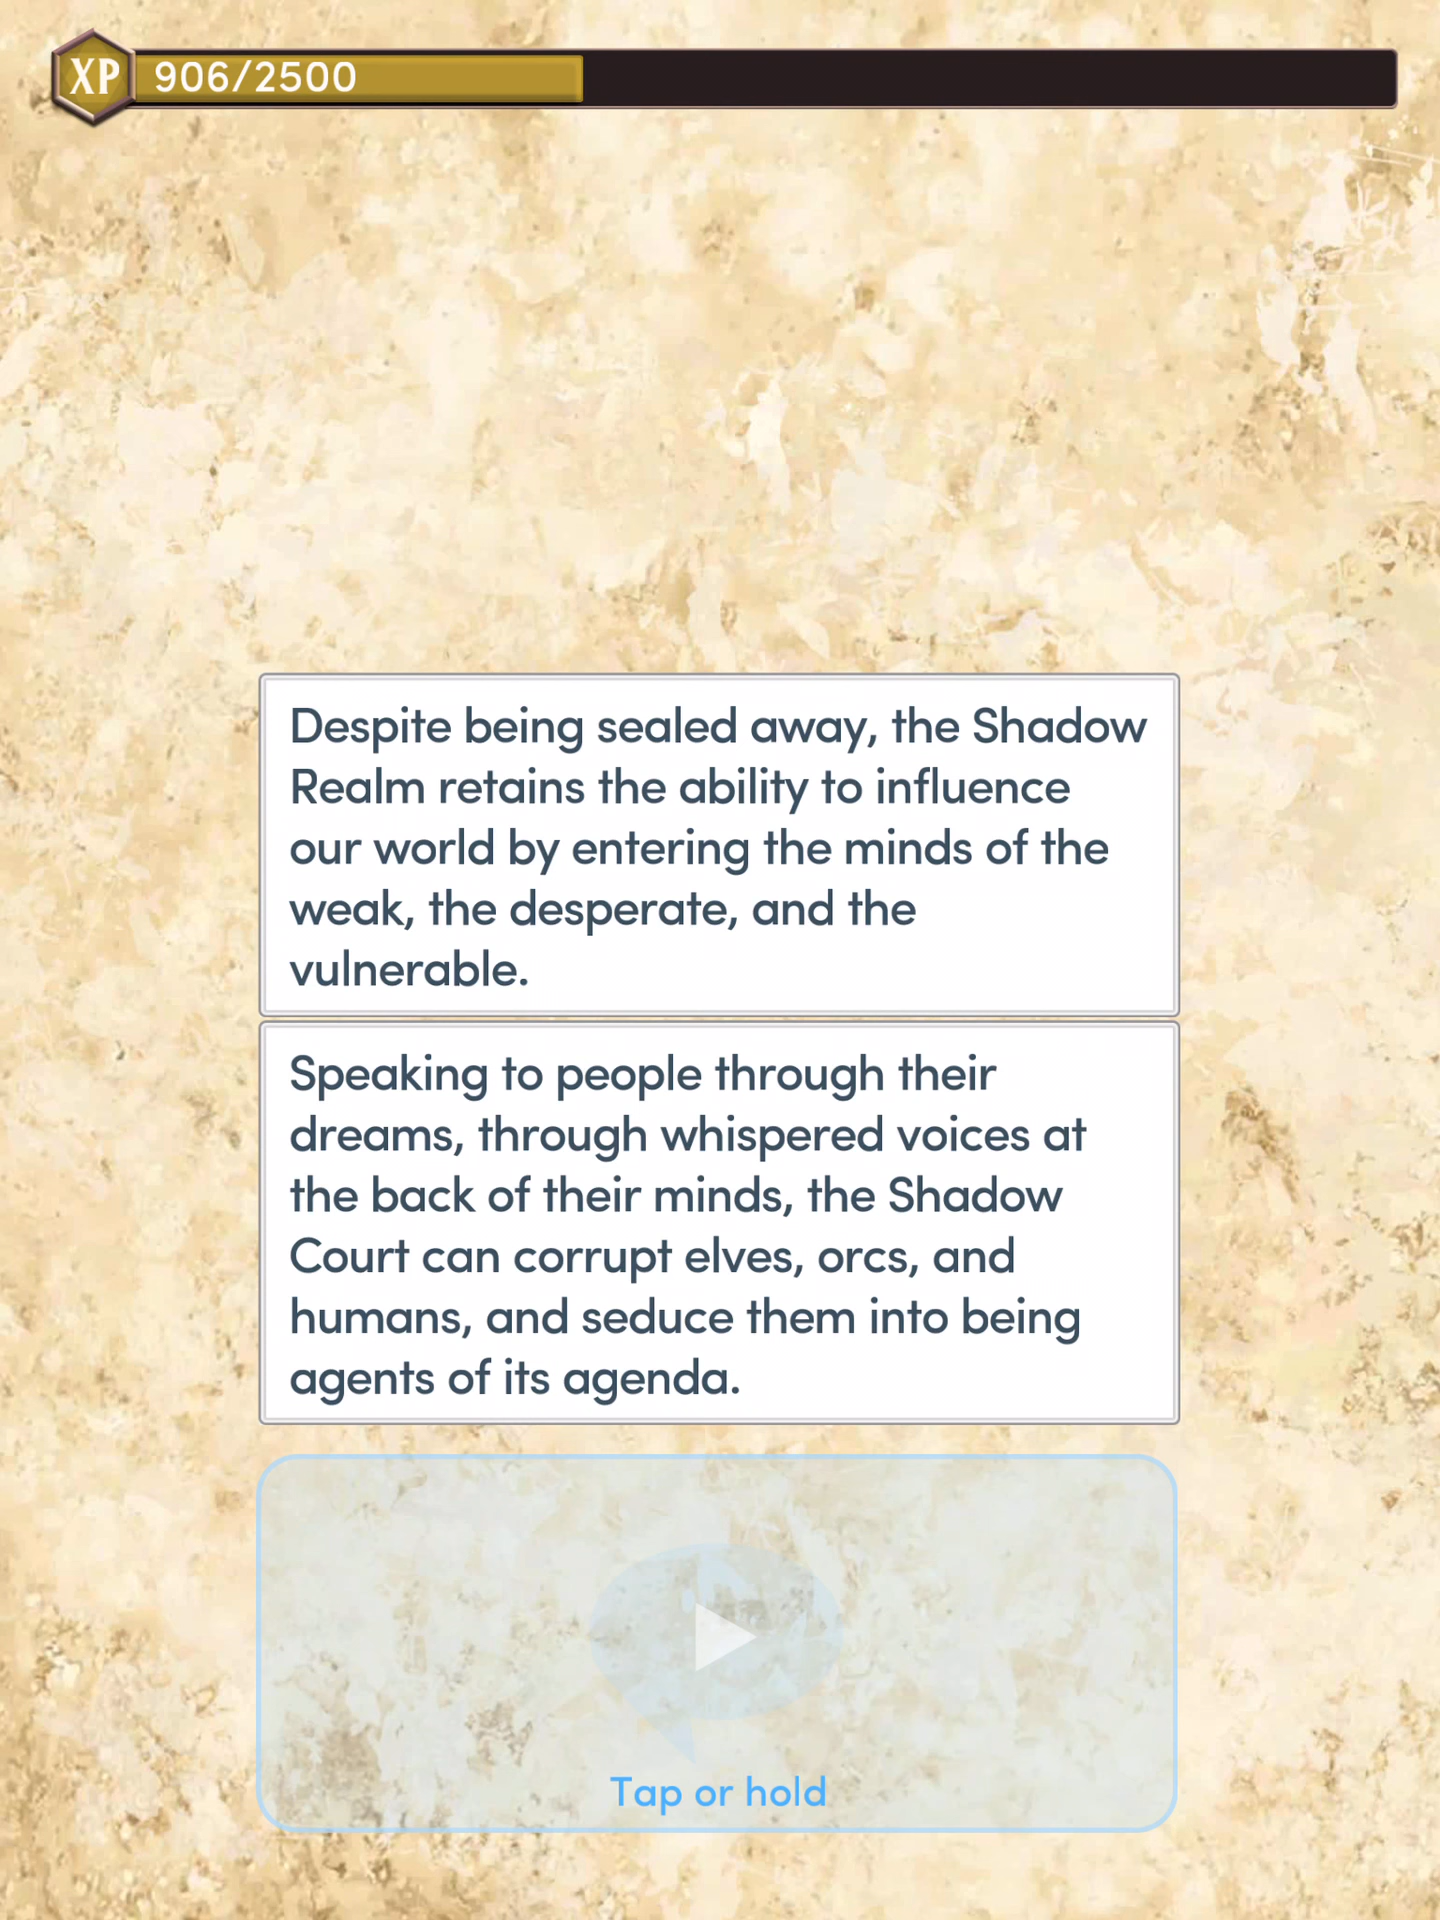 XP 906/2500
Despite being sealed away, the Shadow
Realm retains the ability to influence
our world by entering the minds of the
weak, the desperate, and the
vulnerable.
Speaking to people through their
dreams, through whispered voices at
the back of their minds, the Shadow
Court can corrupt elves, orcs, and
humans, and seduce them into being
agents of its agenda.
Tap or hold